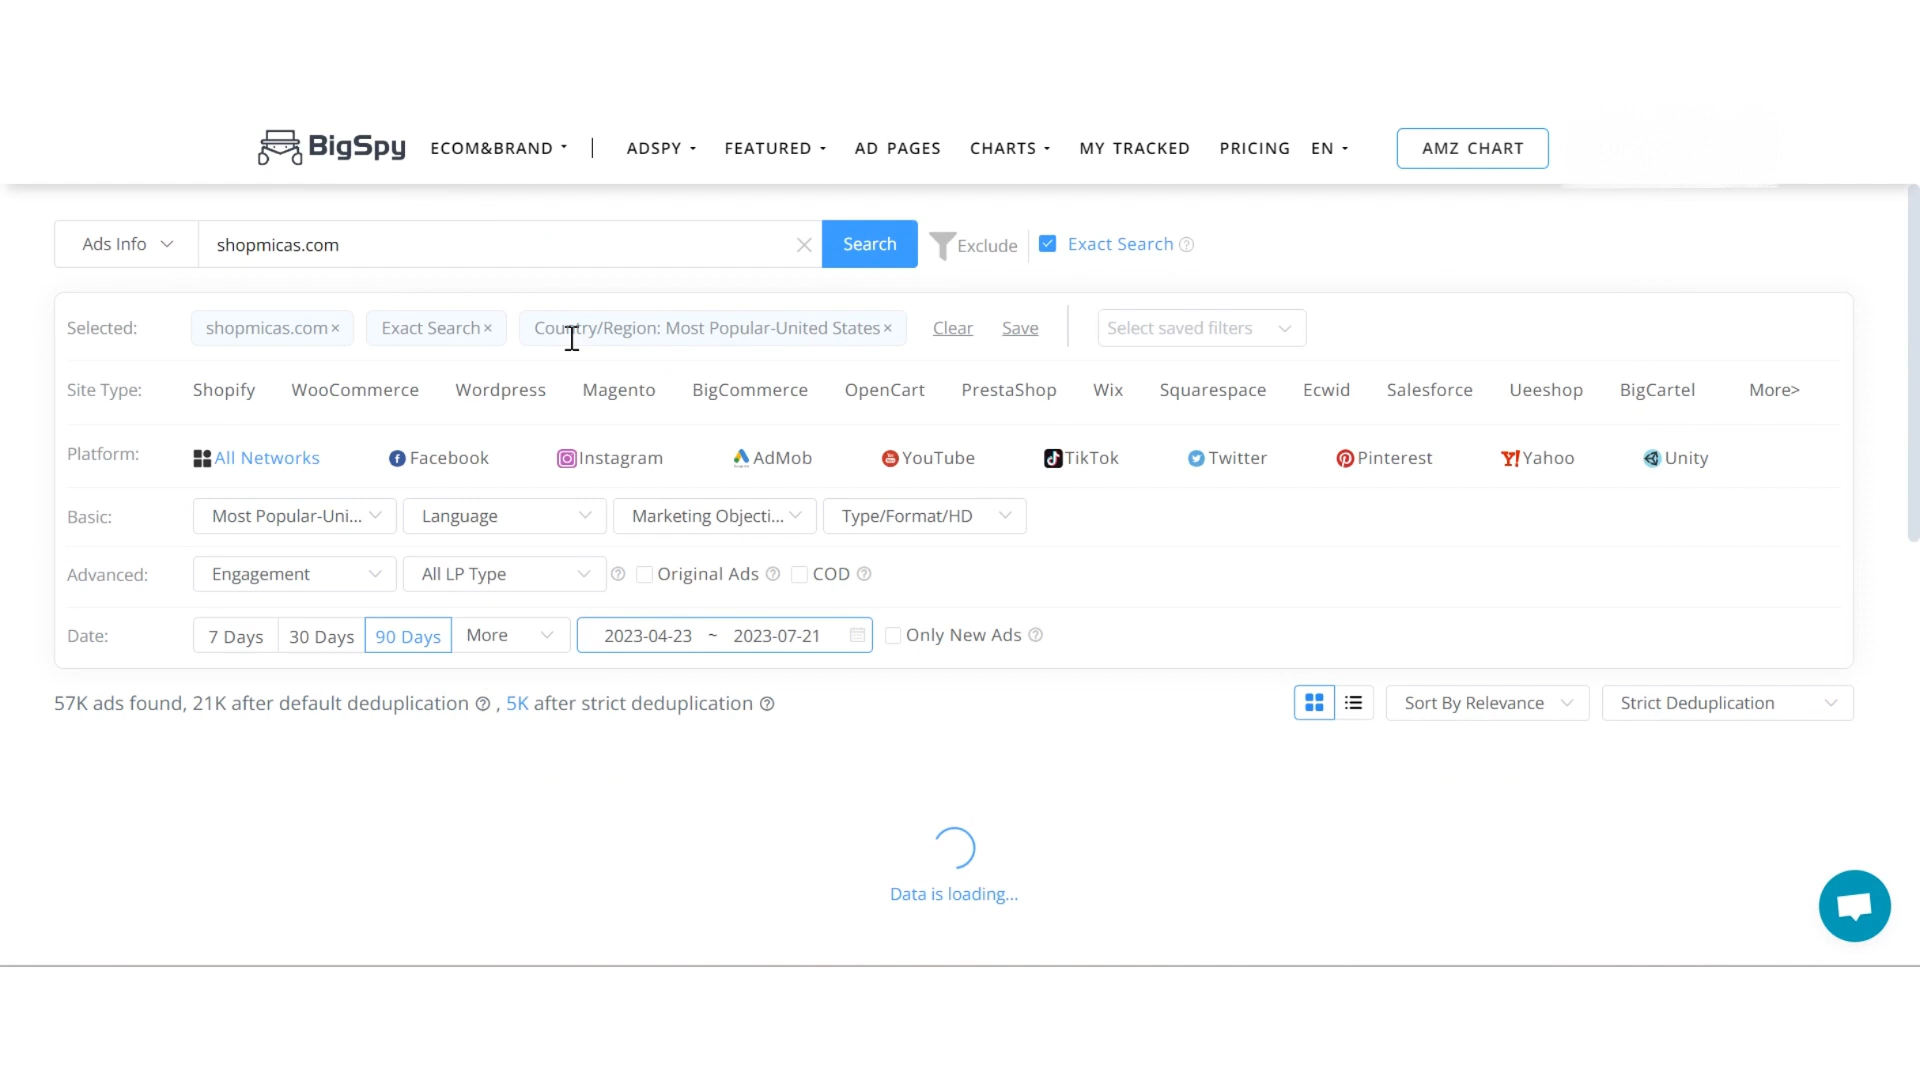 BigSpy ECOM&BRAND | ADSPY FEATURED AD PAGES CHARTS MY TRACKED PRICING EN AMZ CHART
Ads Info shopmicas.com Search Exclude Exact Search
Selected: shopmicas.com× Exact Search× Country/Region: Most Popular-United States× Clear Save Select saved filters
Site Type: Shopify WooCommerce Wordpress Magento BigCommerce OpenCart PrestaShop Wix Squarespace Ecwid Salesforce Ueeshop BigCartel More>
Platform: All Networks Facebook Instagram AdMob YouTube TikTok Twitter Pinterest Yahoo Unity
Basic: Most Popular-Uni... Language Marketing Objecti... Type/Format/HD
Advanced: Engagement All LP Type Original Ads COD
Date: 7 Days 30 Days 90 Days More 2023-04-23 ~ 2023-07-21 Only New Ads
57K ads found, 21K after default deduplication , 5K after strict deduplication Sort By Relevance Strict Deduplication
Data is loading...